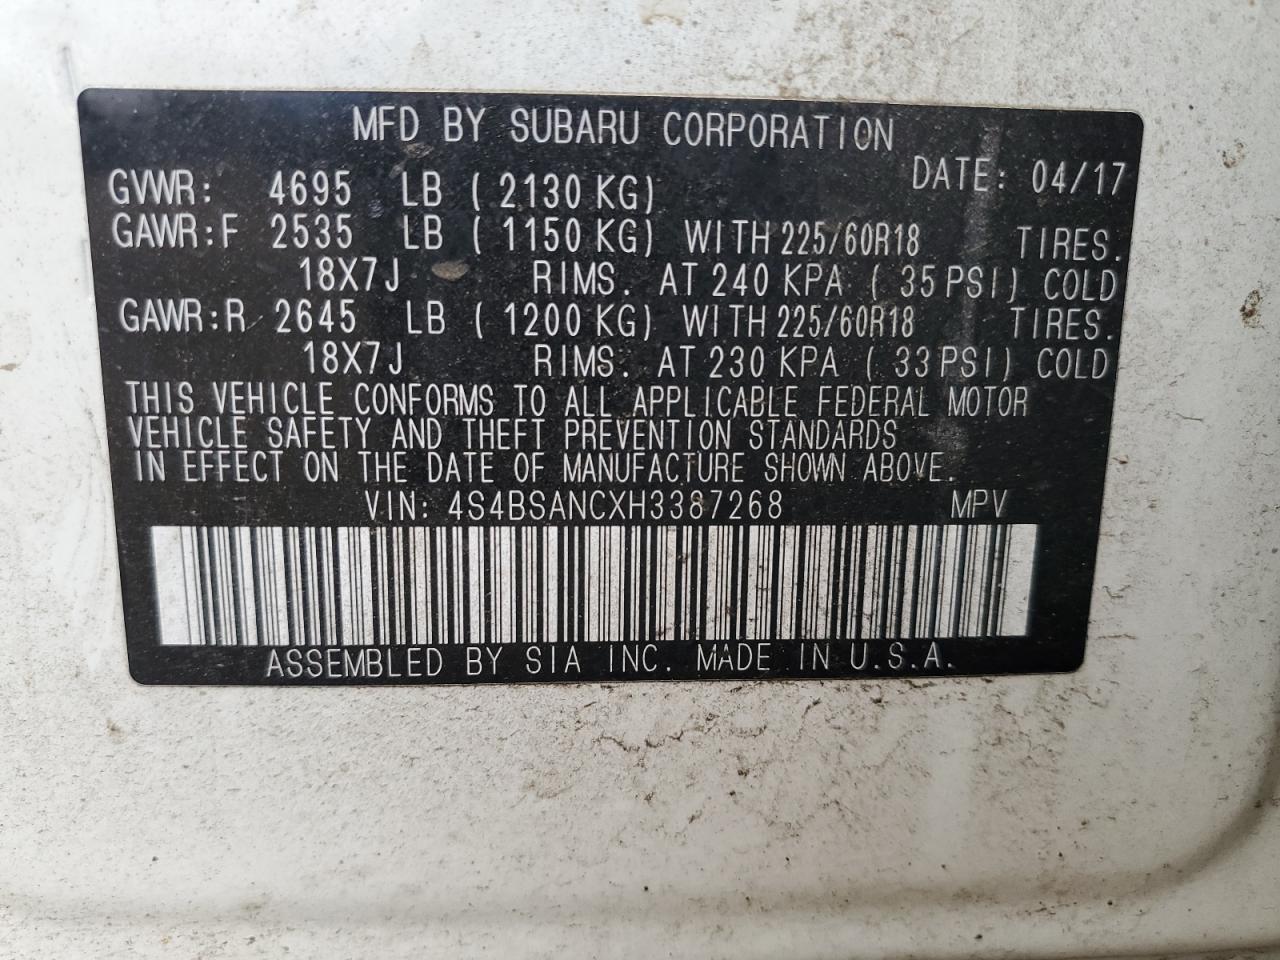 MFD BY SUBARU CORPORATION
DATE: 04/17
GVWR: 4695 LB ( 2130 KG)
GAWR:F 2535 LB ( 1150 KG) WITH 225/60R18 TIRES.
18X7J RIMS. AT 240 KPA ( 35 PSI) COLD
GAWR:R 2645 LB ( 1200 KG) WITH 225/60R18 TIRES.
18X7J RIMS. AT 230 KPA ( 33 PSI) COLD
THIS VEHICLE CONFORMS TO ALL APPLICABLE FEDERAL MOTOR
VEHICLE SAFETY AND THEFT PREVENTION STANDARDS
IN EFFECT ON THE DATE OF MANUFACTURE SHOWN ABOVE.
VIN: 4S4BSANCXH3387268 MPV
ASSEMBLED BY SIA INC. MADE IN U.S.A.